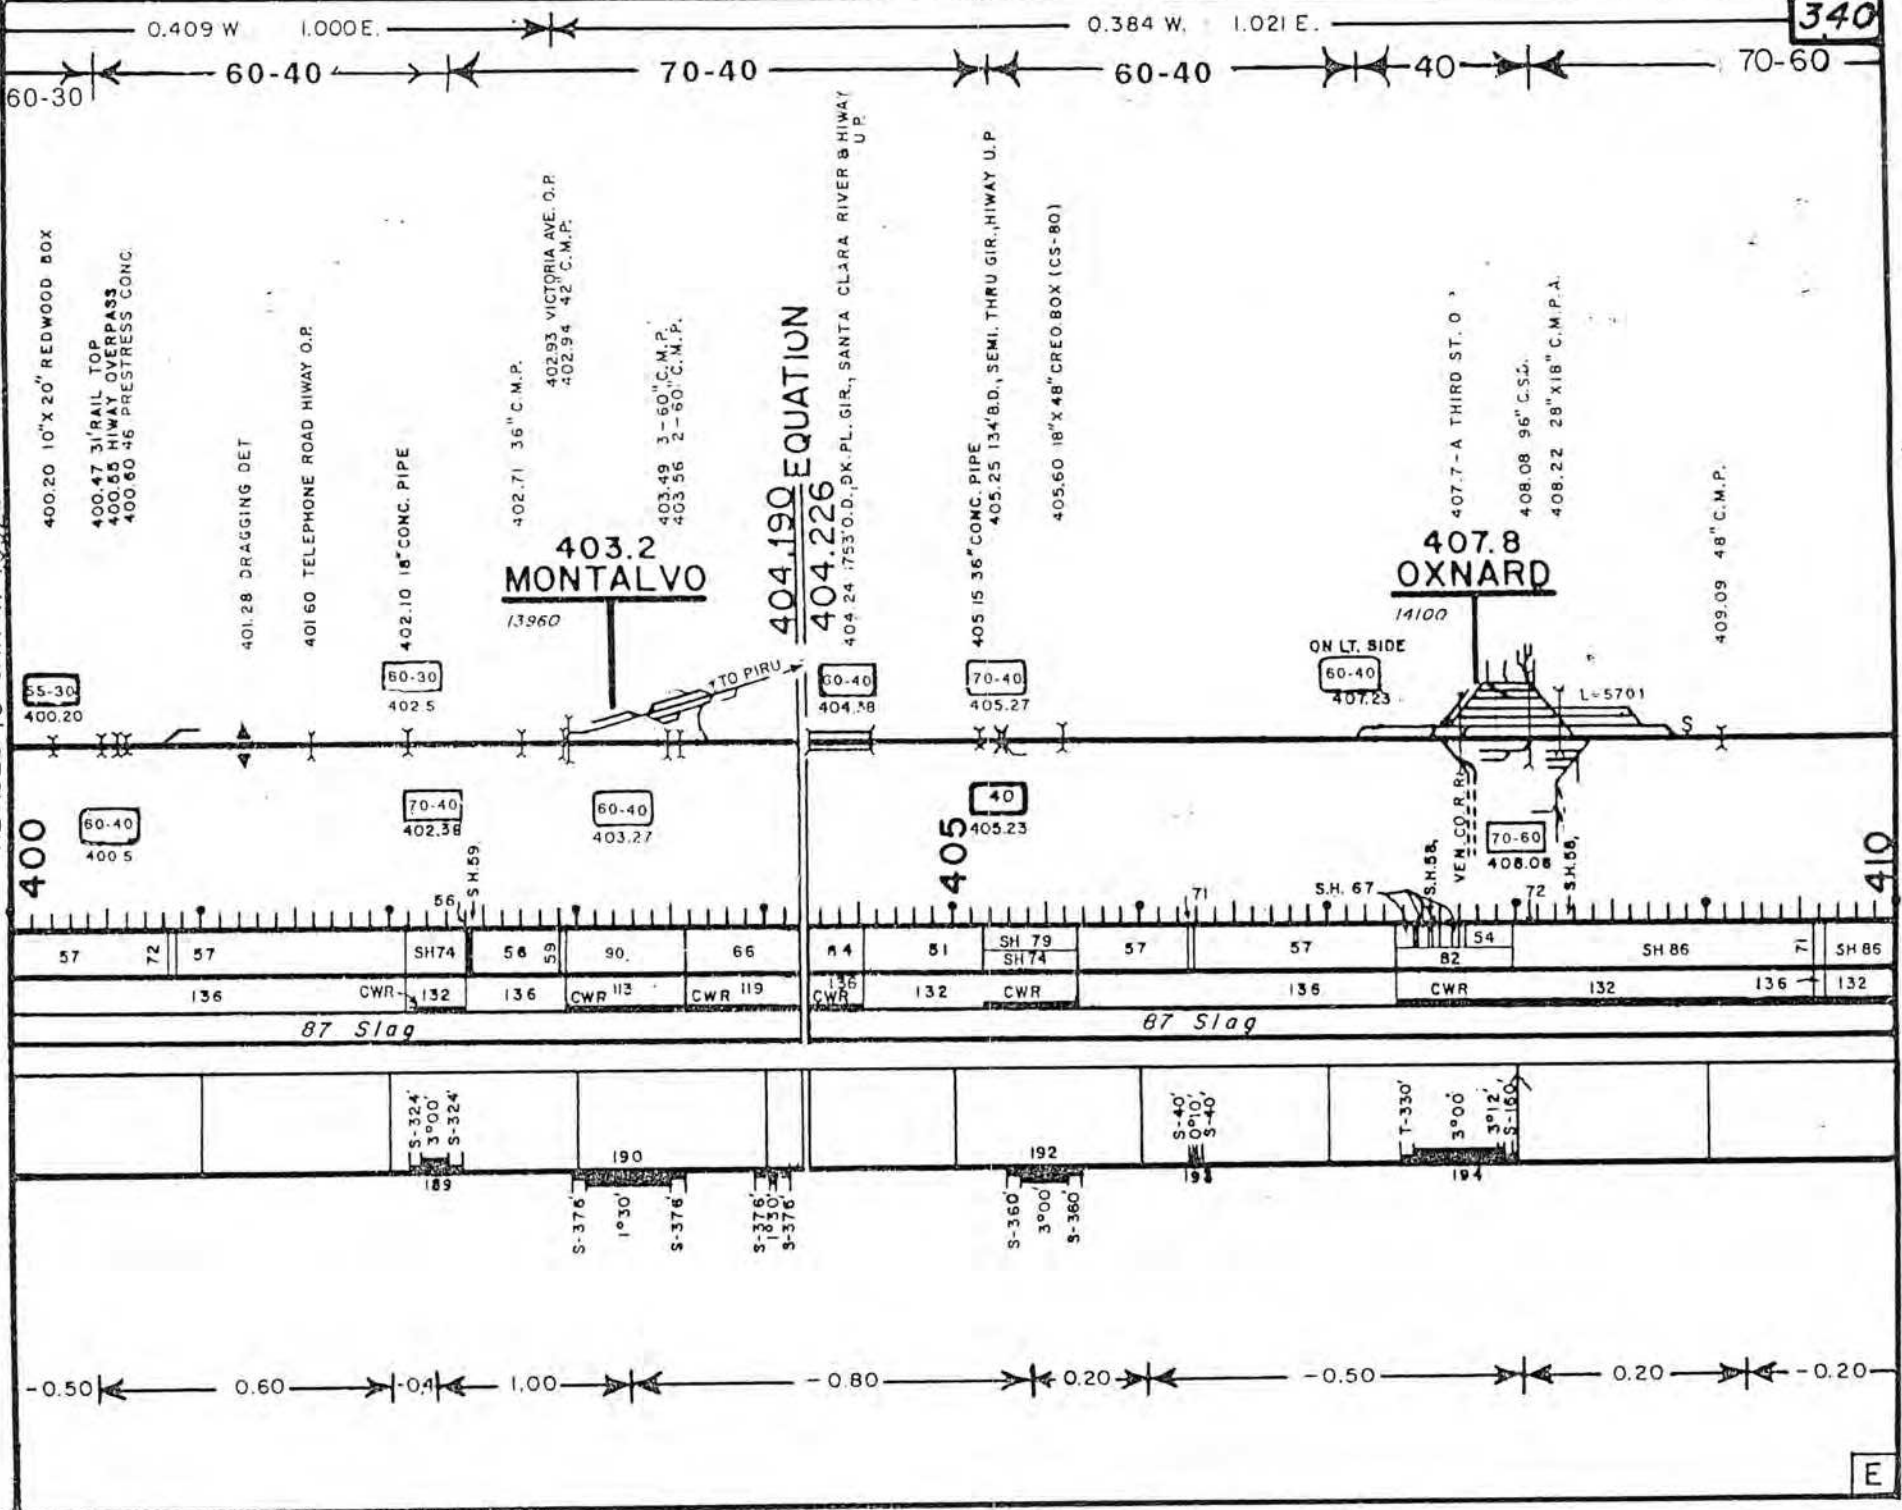 340
0.409 W 1.000 E. 0.384 W. 1.021 E.
60-30 60-40 70-40 60-40 40 70-60
400.20 10"X 20" REDWOOD BOX
400.47 31' RAIL TOP
400.55 HIWAY OVERPASS
400.60 46 PRESTRESS CONC.
401.28 DRAGGING DET
401 60 TELEPHONE ROAD HIWAY O.P.
402.10 18" CONC. PIPE
402.71 36" C.M.P.
402.93 VICTORIA AVE. O.P.
402.94 42" C.M.P.
403.49 3-60" C.M.P.
403 56 2-60" C.M.P.
404.190 EQUATION
404.226
404.24 1753' O.D., DK. PL. GIR., SANTA CLARA RIVER & HIWAY
U P.
405 15 36" CONC. PIPE
405.25 134' B.D., SEMI. THRU GIR., HIWAY U.P
405.60 18" X 48" CREO. BOX (CS-80)
407.7-A THIRD ST. O
408.08 96" C.S.D.
408.22 28" X 18" C.M.P.A.
409.09 48" C.M.P.
403.2
MONTALVO
13960
407.8
OXNARD
14100
TO PIRU
ON LT. SIDE
55-30
400.20
60-30
402.5
60-40
404.38
70-40
405.27
60-40
407.23
L-5701
S
60-40
400 5
70-40
402.38
60-40
403.27
40
405.23
VEN. CO. R. R.
70-60
408.08
400 405 410
56 S H.59. 71 S.H. 67 S.H.58, 72 S.H.58,
57 72 57 SH74 56 59 90. 66 84 81 SH 79 57 57 54 SH 86 71 SH 86
SH 74 82
136 CWR 132 136 CWR 113 CWR 119 136 CWR 132 CWR 136 CWR 132 136 132
87 Slag 87 Slag
S-324' 3°00' S-324'
189
190
S-376' 1°30' S-376'
S-376' 1°30' S-376'
192
S-360' 3°00' S-360'
S-40' 0°10' S-40'
193
T-330' 3°00' 3°12' S-160'
194
-0.50 0.60 -0.4 1.00 -0.80 0.20 -0.50 0.20 -0.20
E